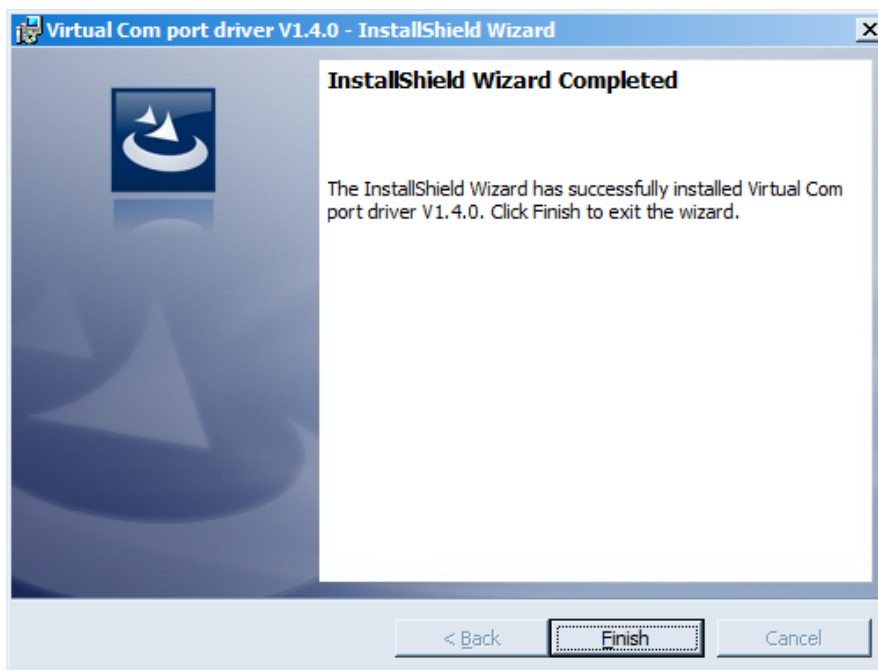 Virtual Com port driver V1.4.0 - InstallShield Wizard
InstallShield Wizard Completed
The InstallShield Wizard has successfully installed Virtual Com
port driver V1.4.0. Click Finish to exit the wizard.
< Back
Finish
Cancel